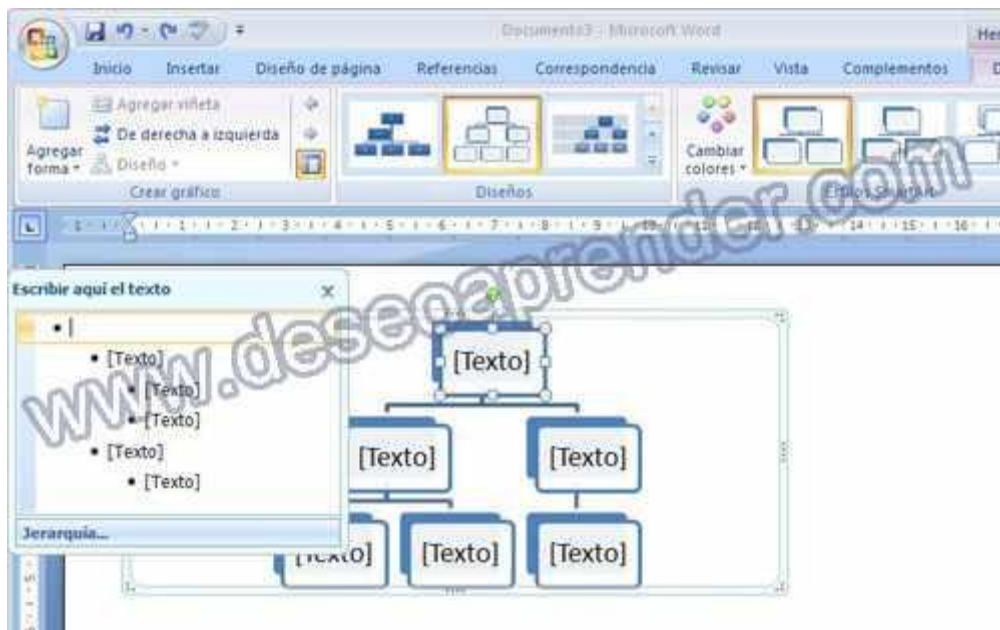 Documento3 - Microsoft Word
Inicio Insertar Diseño de página Referencias Correspondencia Revisar Vista Complementos
Agregar forma
Agregar viñeta
De derecha a izquierda
Diseño
Crear gráfico
Diseños
Cambiar colores
Estilos SmartArt
www.deseoaprender.com
Escribir aquí el texto
[Texto]
[Texto]
[Texto]
[Texto]
[Texto]
Jerarquía...
[Texto]
[Texto] [Texto]
[Texto] [Texto] [Texto]